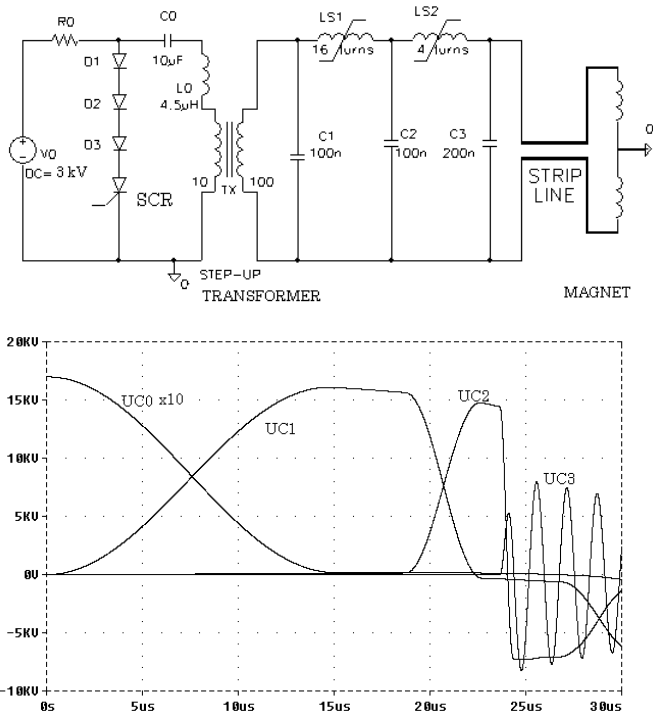 R0
C0
10μF
D1
L0
4.5μH
D2
D3
V0
DC= 3 kV
SCR
10
TX
100
0
STEP-UP
TRANSFORMER
LS1
16 turns
LS2
4 turns
C1
100n
C2
100n
C3
200n
STRIP
LINE
0
MAGNET
20KV
15KV
10KV
5KV
0V
-5KV
-10KV
UC0 x10
UC1
UC2
UC3
0s
5us
10us
15us
20us
25us
30us